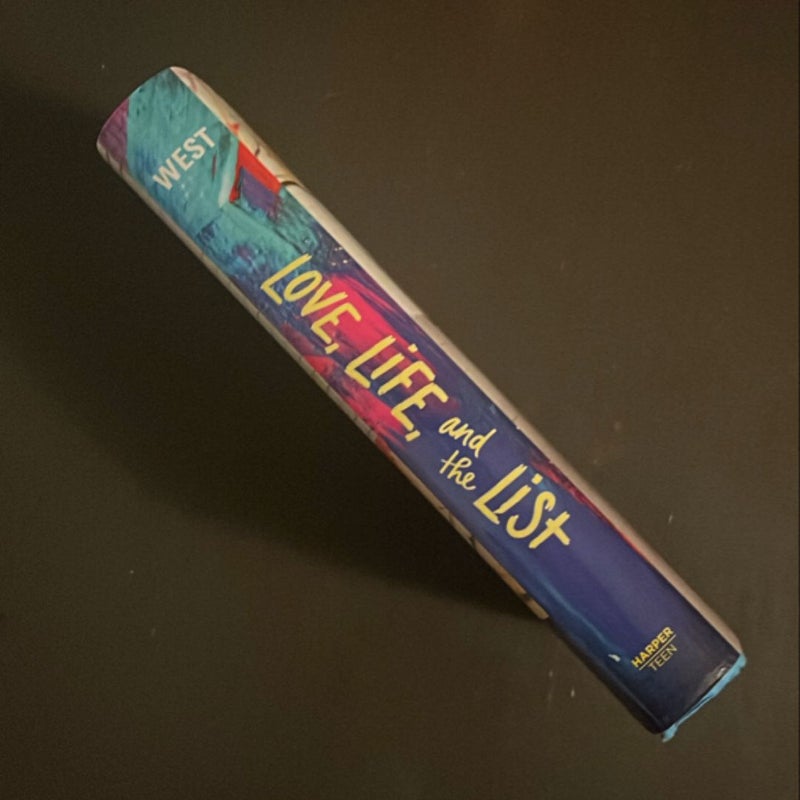 WEST
LOVE, LiFE, and the LiSt
HARPER
TEEN